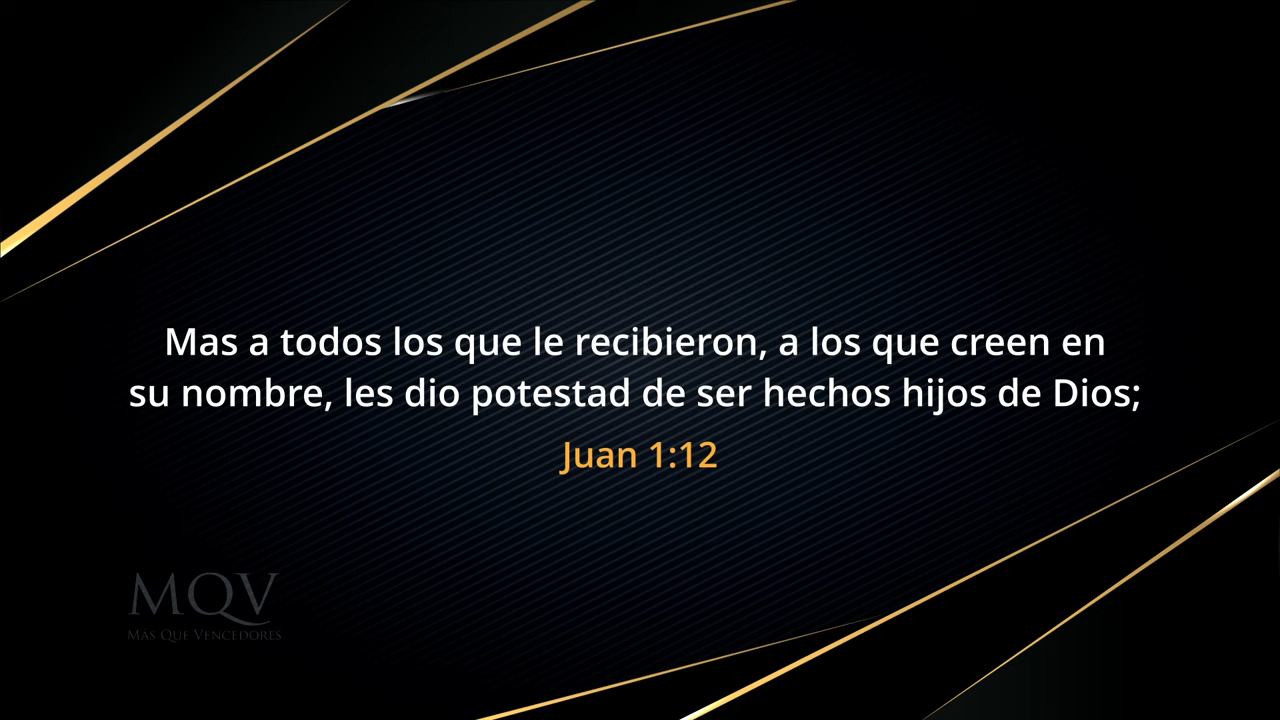 Mas a todos los que le recibieron, a los que creen en
su nombre, les dio potestad de ser hechos hijos de Dios;
Juan 1:12
MQV
Más Que Vencedores